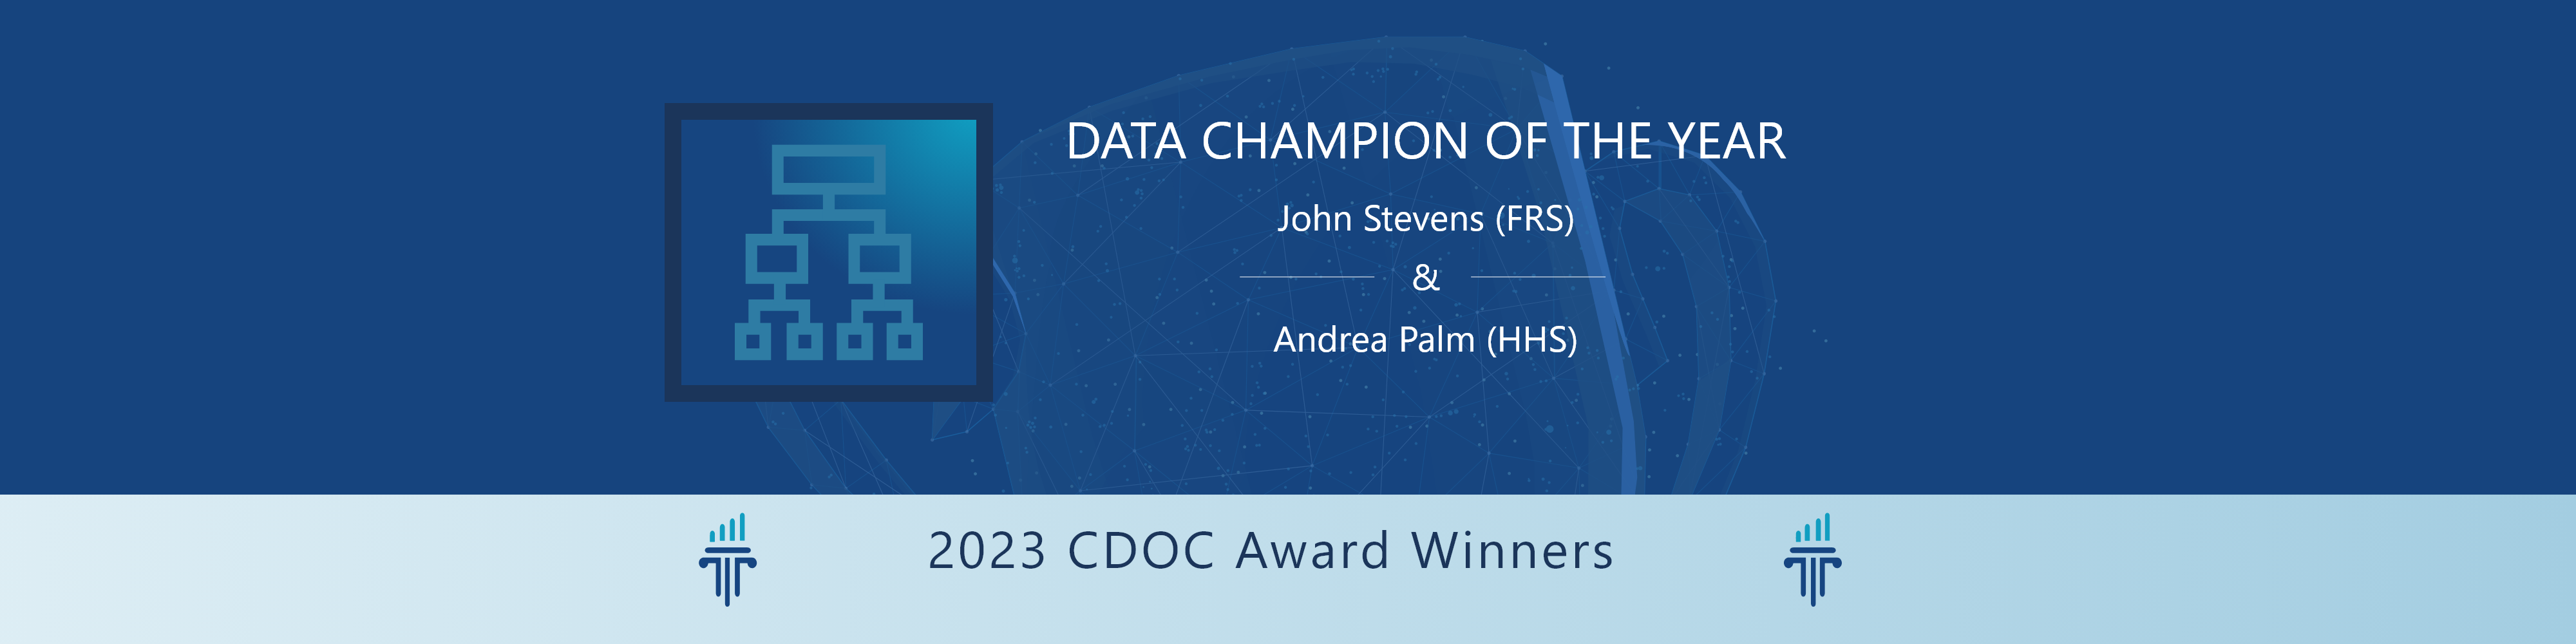 DATA CHAMPION OF THE YEAR
John Stevens (FRS)
&
Andrea Palm (HHS)
2023 CDOC Award Winners